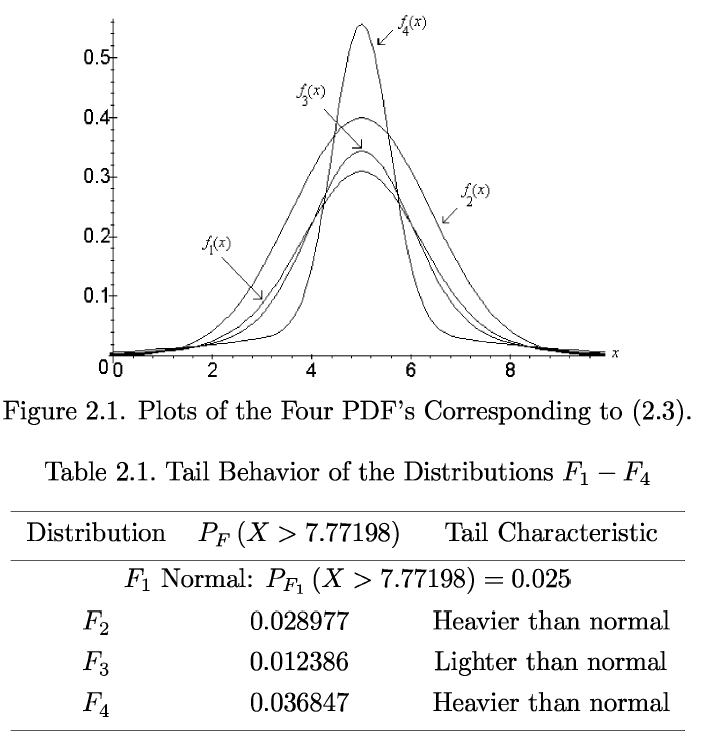 f₄(x)
0.5
f₃(x)
0.4
0.3
f₂(x)
0.2
f₁(x)
0.1
0 0 2 4 6 8 x
Figure 2.1. Plots of the Four PDF's Corresponding to (2.3).
Table 2.1. Tail Behavior of the Distributions F₁ − F₄
Distribution P_F (X > 7.77198) Tail Characteristic
F₁ Normal: P_F₁ (X > 7.77198) = 0.025
F₂ 0.028977 Heavier than normal
F₃ 0.012386 Lighter than normal
F₄ 0.036847 Heavier than normal